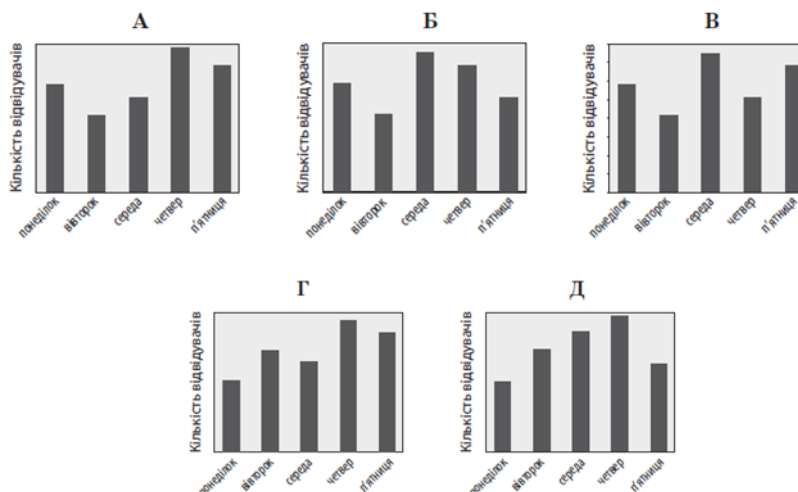 А
Кількість відвідувачів
понеділок
вівторок
середа
четвер
п'ятниця
Б
Кількість відвідувачів
понеділок
вівторок
середа
четвер
п'ятниця
В
Кількість відвідувачів
понеділок
вівторок
середа
четвер
п'ятниця
Г
Кількість відвідувачів
понеділок
вівторок
середа
четвер
п'ятниця
Д
Кількість відвідувачів
понеділок
вівторок
середа
четвер
п'ятниця